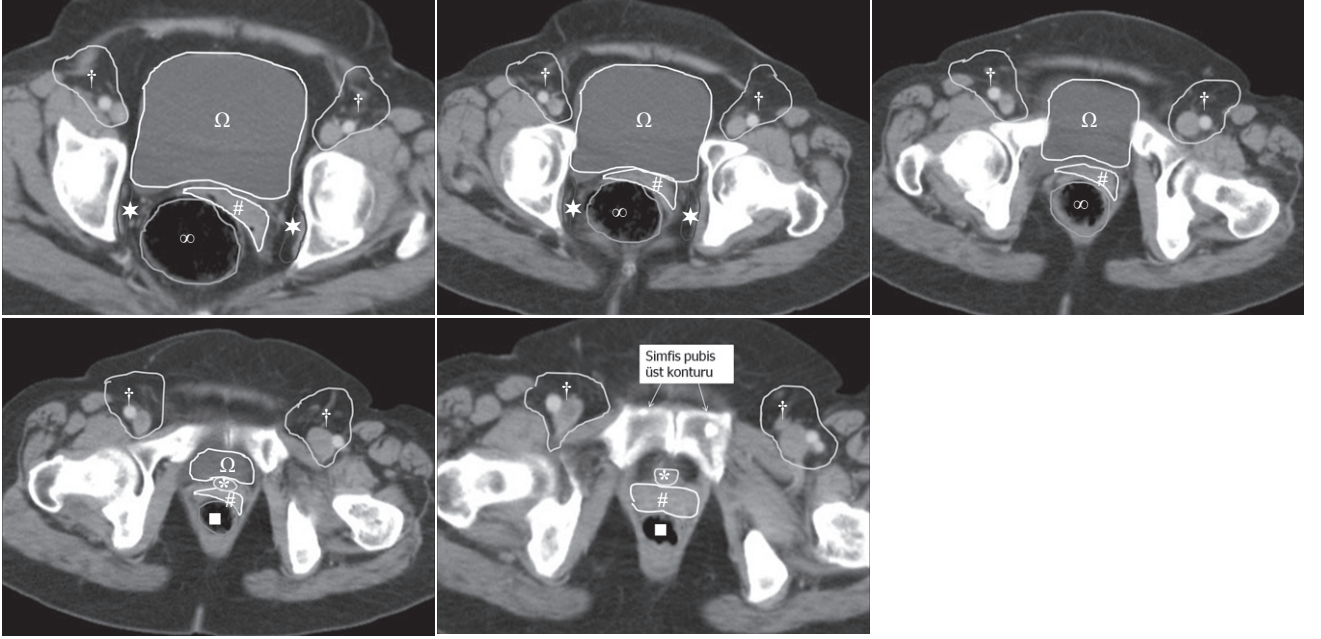 † Ω †
# ∞
✶ ✶
† Ω †
#
✶ ∞ ✶
† Ω †
#
∞
† †
Ω
*
#
■
Simfis pubis
üst konturu
† †
*
#
■